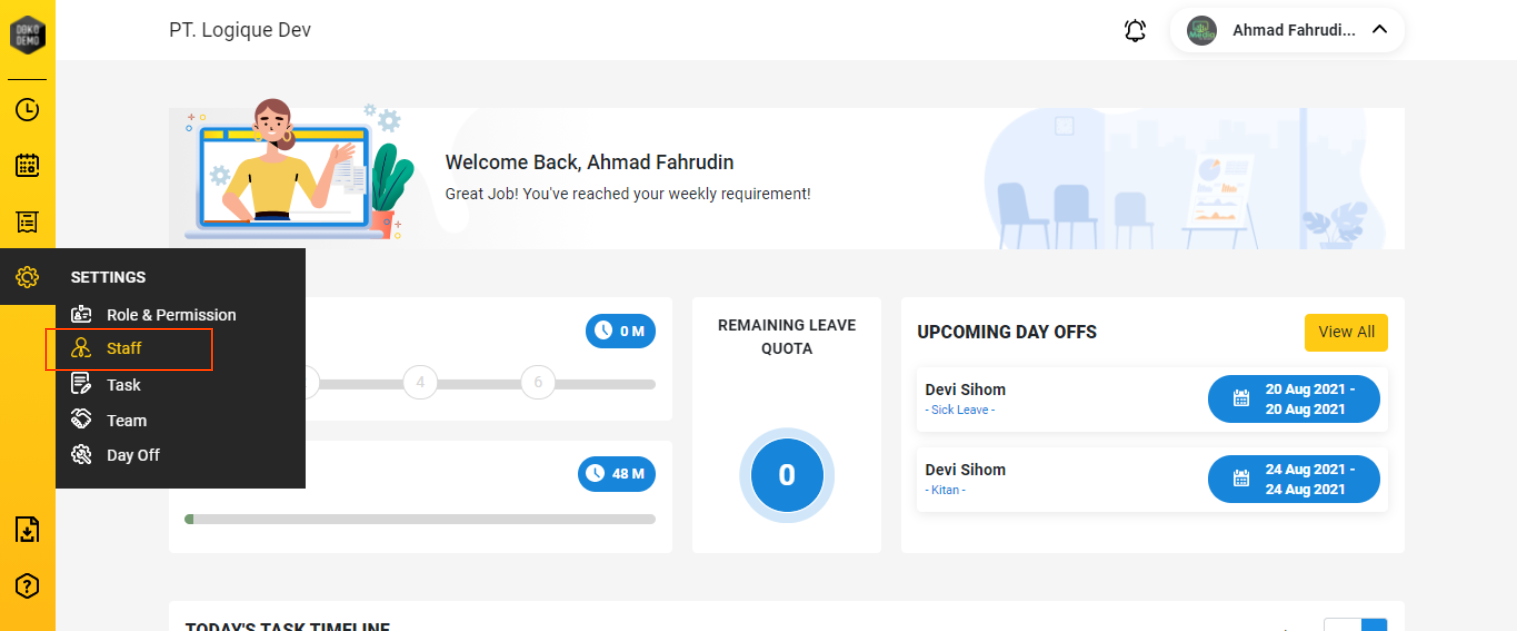 DOKO
DEMO
PT. Logique Dev
Ahmad Fahrudi...
Welcome Back, Ahmad Fahrudin
Great Job! You've reached your weekly requirement!
SETTINGS
Role & Permission
Staff
Task
Team
Day Off
0 M
4
6
48 M
REMAINING LEAVE
QUOTA
0
UPCOMING DAY OFFS
View All
Devi Sihom
- Sick Leave -
20 Aug 2021 -
20 Aug 2021
Devi Sihom
- Kitan -
24 Aug 2021 -
24 Aug 2021
TODAY'S TASK TIMELINE